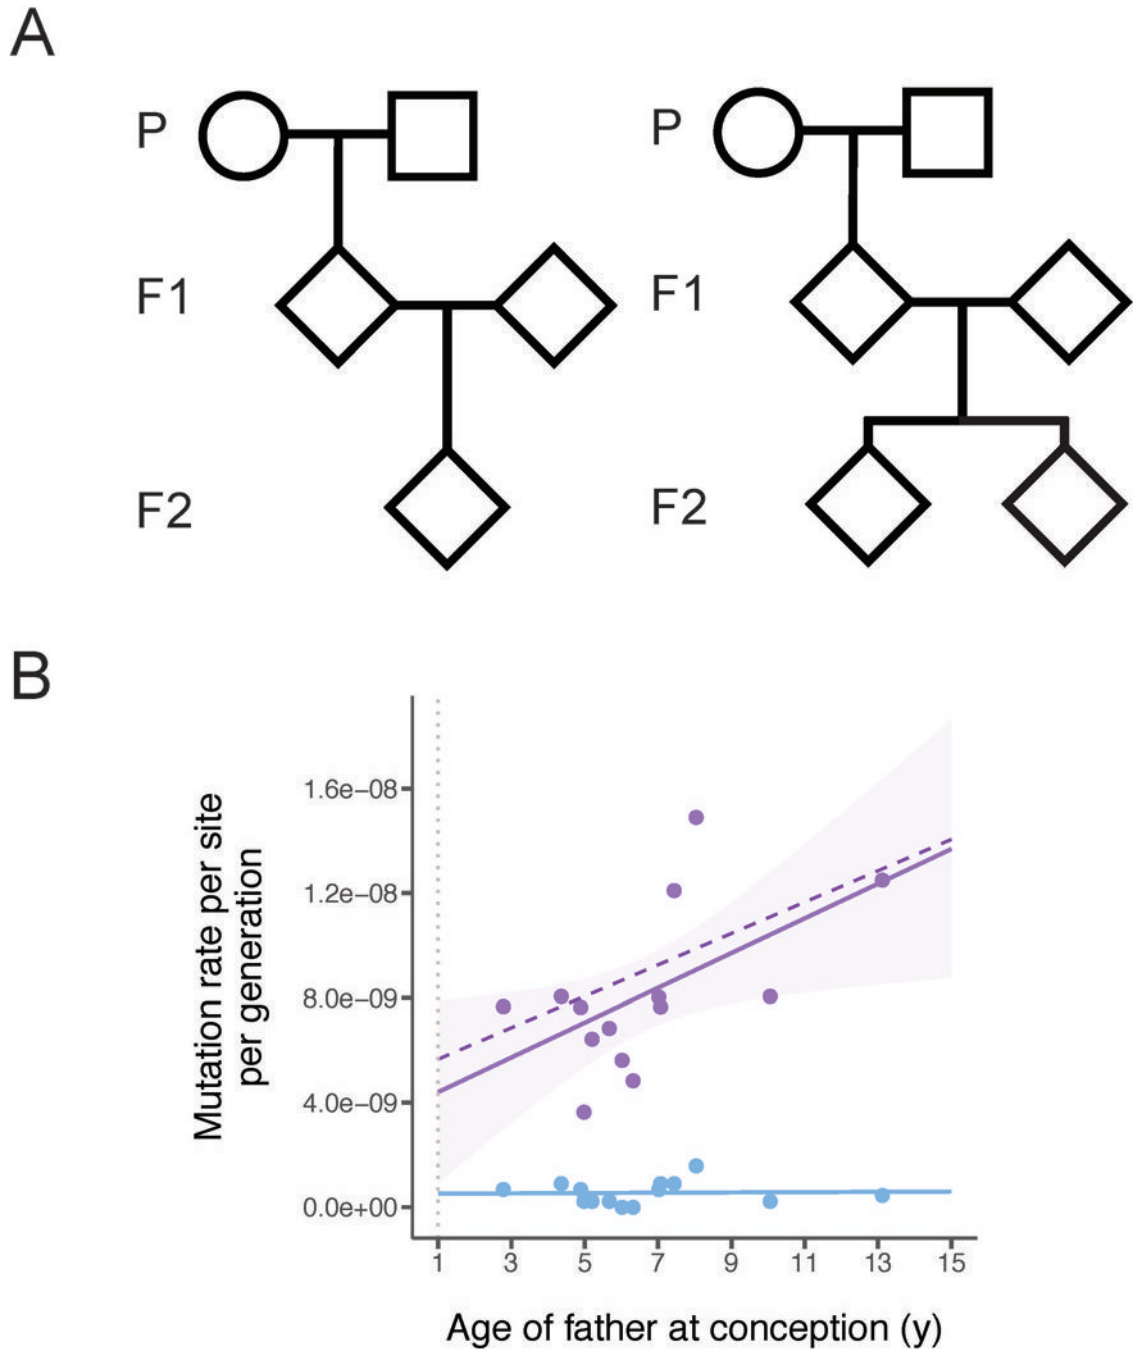 A
P
P
F1
F1
F2
F2
B
Mutation rate per site
per generation
1.6e−08
1.2e−08
8.0e−09
4.0e−09
0.0e+00
1 3 5 7 9 11 13 15
Age of father at conception (y)